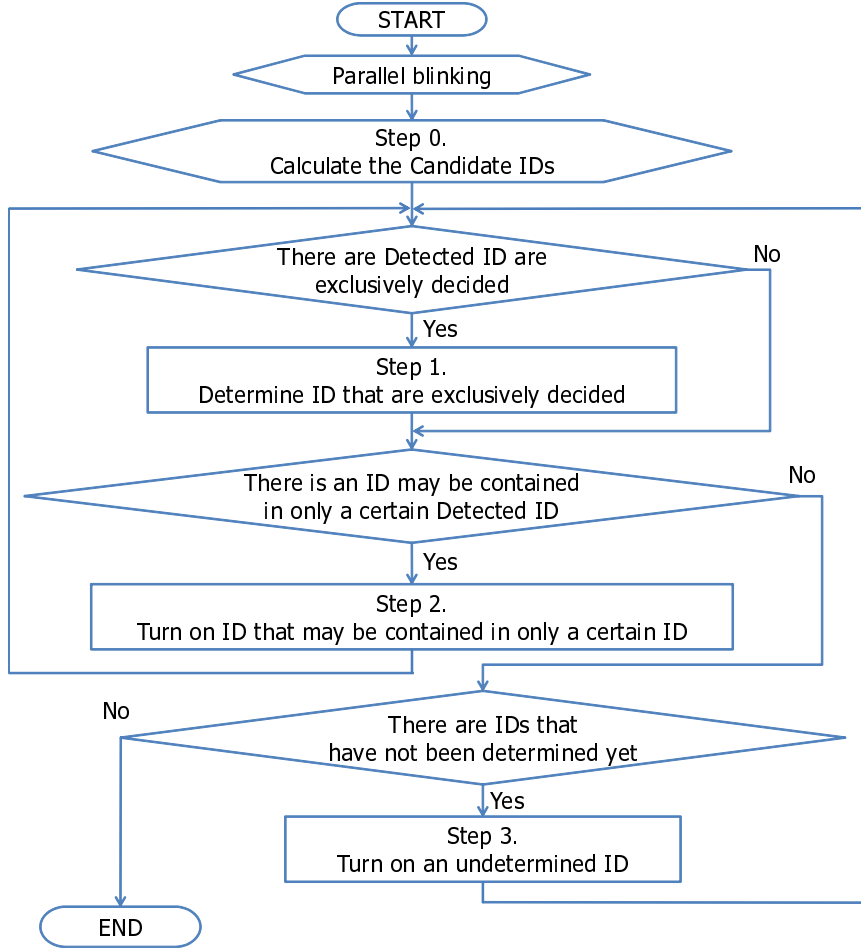 START
Parallel blinking
Step 0.
Calculate the Candidate IDs
There are Detected ID are
exclusively decided
No
Yes
Step 1.
Determine ID that are exclusively decided
There is an ID may be contained
in only a certain Detected ID
No
Yes
Step 2.
Turn on ID that may be contained in only a certain ID
No
There are IDs that
have not been determined yet
Yes
Step 3.
Turn on an undetermined ID
END